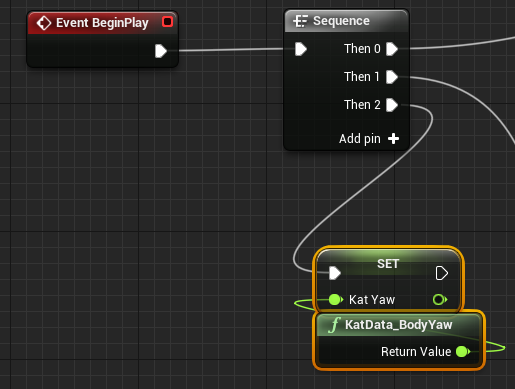 Event BeginPlay
Sequence
Then 0
Then 1
Then 2
Add pin
SET
Kat Yaw
f KatData_BodyYaw
Return Value